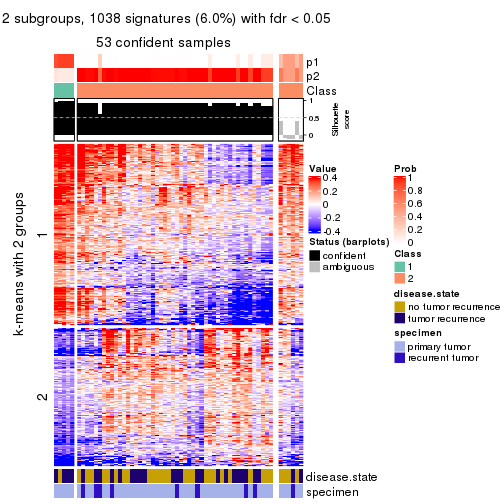 2 subgroups, 1038 signatures (6.0%) with fdr < 0.05
53 confident samples
p1
p2
Class
1
0.5
0
Silhouette
score
k-means with 2 groups
1
2
disease.state
specimen
Value
0.4
0.2
0
-0.2
-0.4
Status (barplots)
confident
ambiguous
Prob
1
0.8
0.6
0.4
0.2
0
Class
1
2
disease.state
no tumor recurrence
tumor recurrence
specimen
primary tumor
recurrent tumor